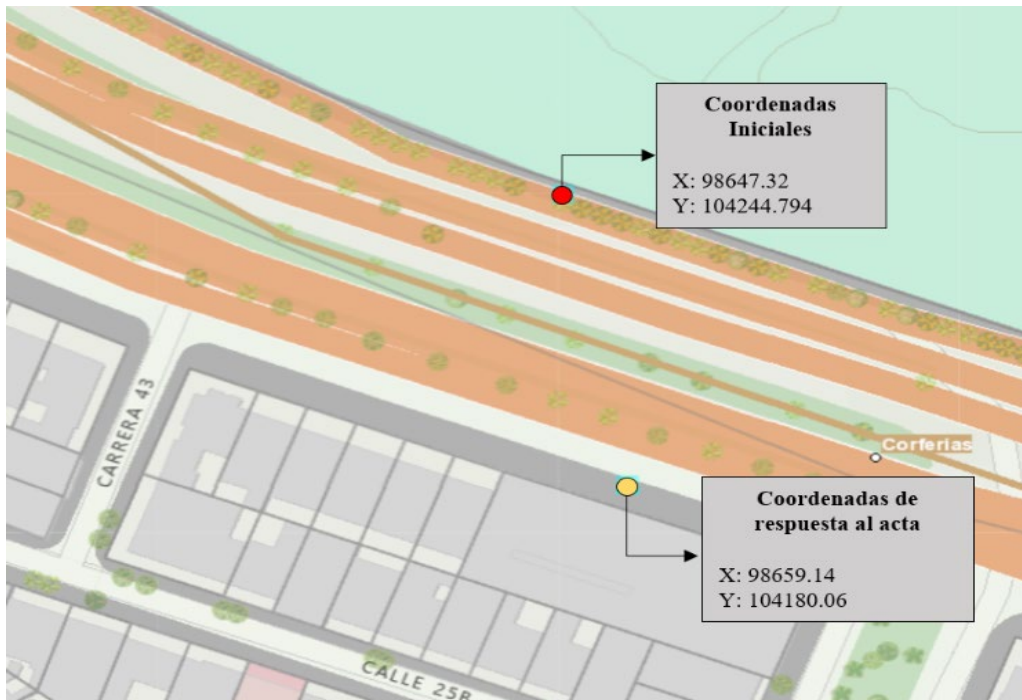 Coordenadas
Iniciales
X: 98647.32
Y: 104244.794
CARRERA 43
Corferias
Coordenadas de
respuesta al acta
X: 98659.14
Y: 104180.06
CALLE 25B